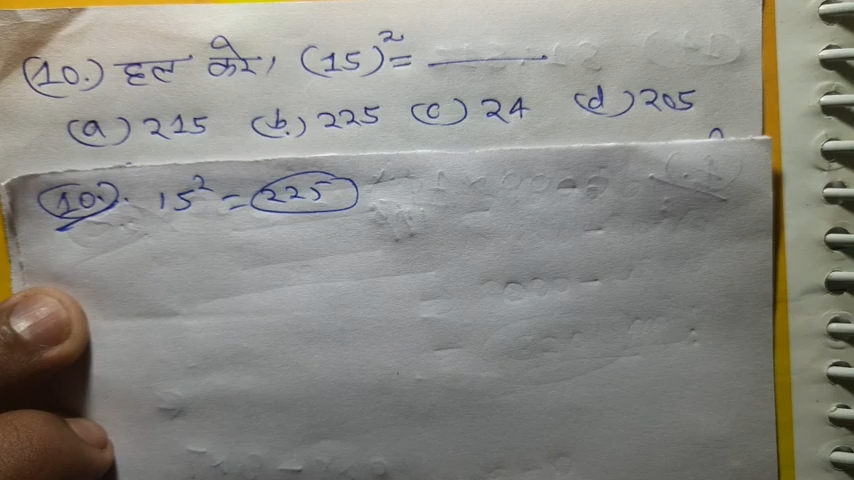 (10.) हल करे, (15)² = ______
(a) 215 (b.) 225 (c) 24 (d) 205
(10.). 15² = 225